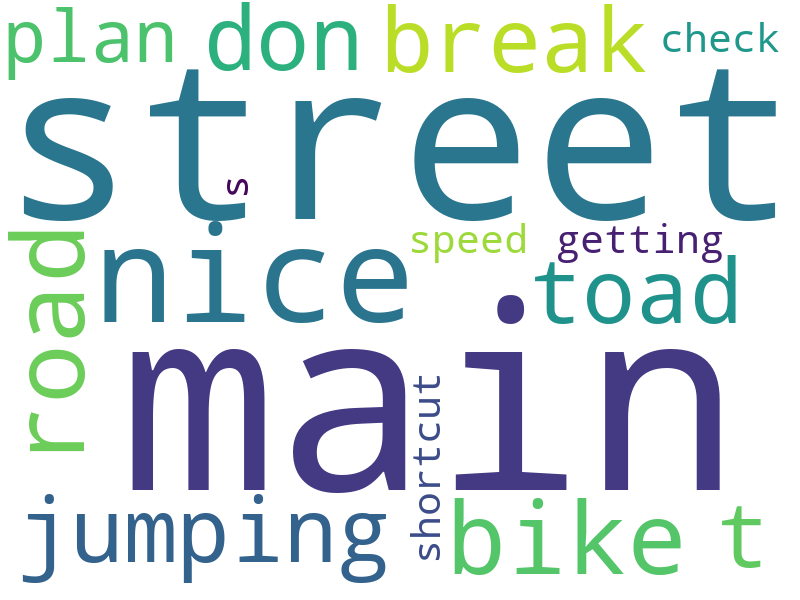 plan don break check
street
s
road nice speed getting
toad
main
shortcut
jumping bike t